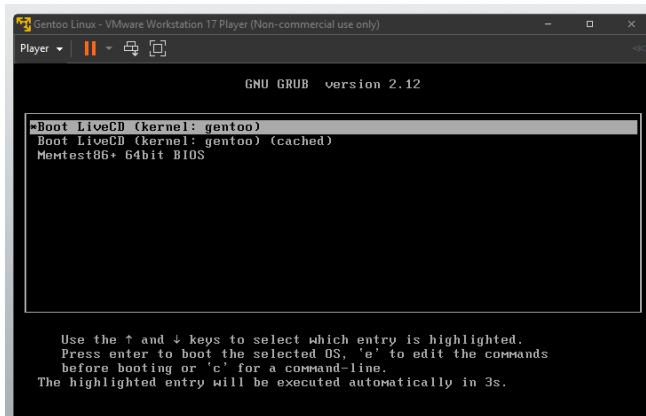 Gentoo Linux - VMware Workstation 17 Player (Non-commercial use only)
Player
GNU GRUB version 2.12
*Boot LiveCD (kernel: gentoo)
Boot LiveCD (kernel: gentoo) (cached)
Memtest86+ 64bit BIOS
Use the ↑ and ↓ keys to select which entry is highlighted.
Press enter to boot the selected OS, 'e' to edit the commands
before booting or 'c' for a command-line.
The highlighted entry will be executed automatically in 3s.